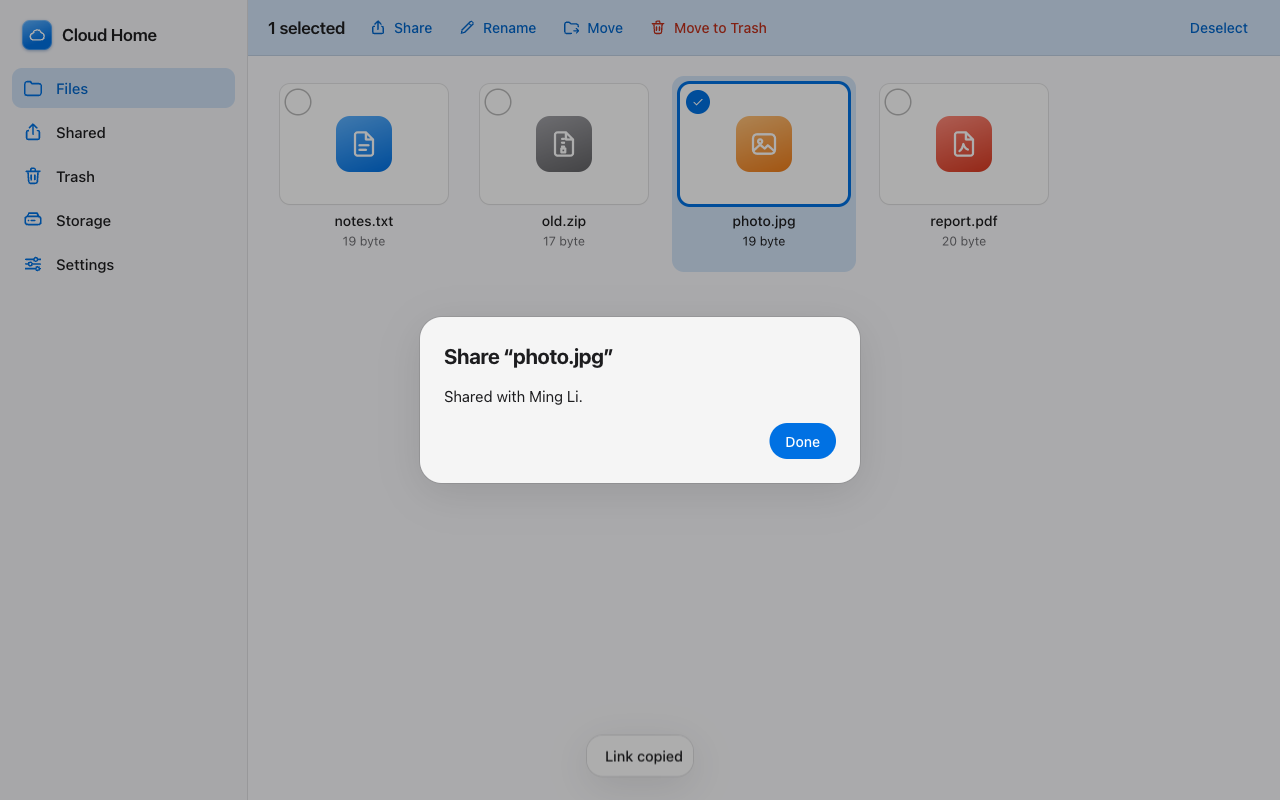 Cloud Home
Files
Shared
Trash
Storage
Settings
1 selected
Share
Rename
Move
Move to Trash
Deselect
notes.txt
19 byte
old.zip
17 byte
photo.jpg
19 byte
report.pdf
20 byte
Share “photo.jpg”
Shared with Ming Li.
Done
Link copied